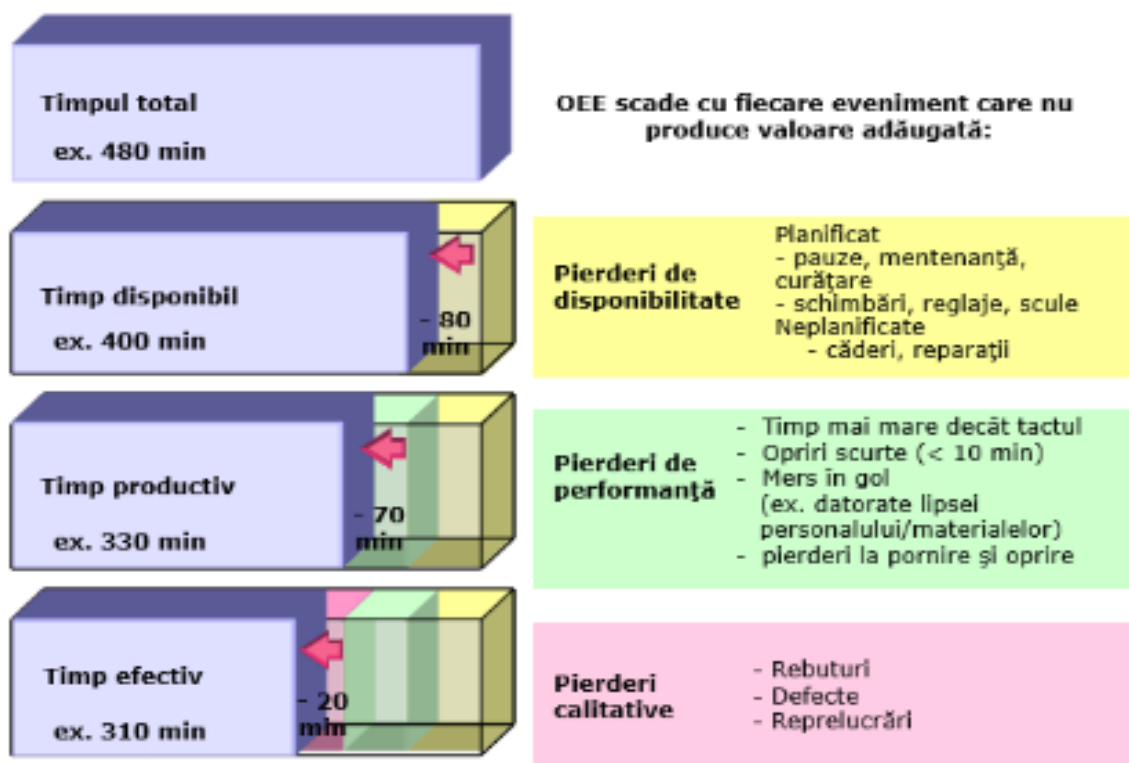 Timpul total
ex. 480 min
OEE scade cu fiecare eveniment care nu
produce valoare adăugată:
Timp disponibil
ex. 400 min
- 80
min
Pierderi de
disponibilitate
Planificat
- pauze, mentenanţă,
curăţare
- schimbări, reglaje, scule
Neplanificate
- căderi, reparaţii
Timp productiv
ex. 330 min
- 70
min
Pierderi de
performanţă
- Timp mai mare decât tactul
- Opriri scurte (< 10 min)
- Mers în gol
(ex. datorate lipsei
personalului/materialelor)
- pierderi la pornire şi oprire
Timp efectiv
ex. 310 min
- 20
min
Pierderi
calitative
- Rebuturi
- Defecte
- Reprelucrări